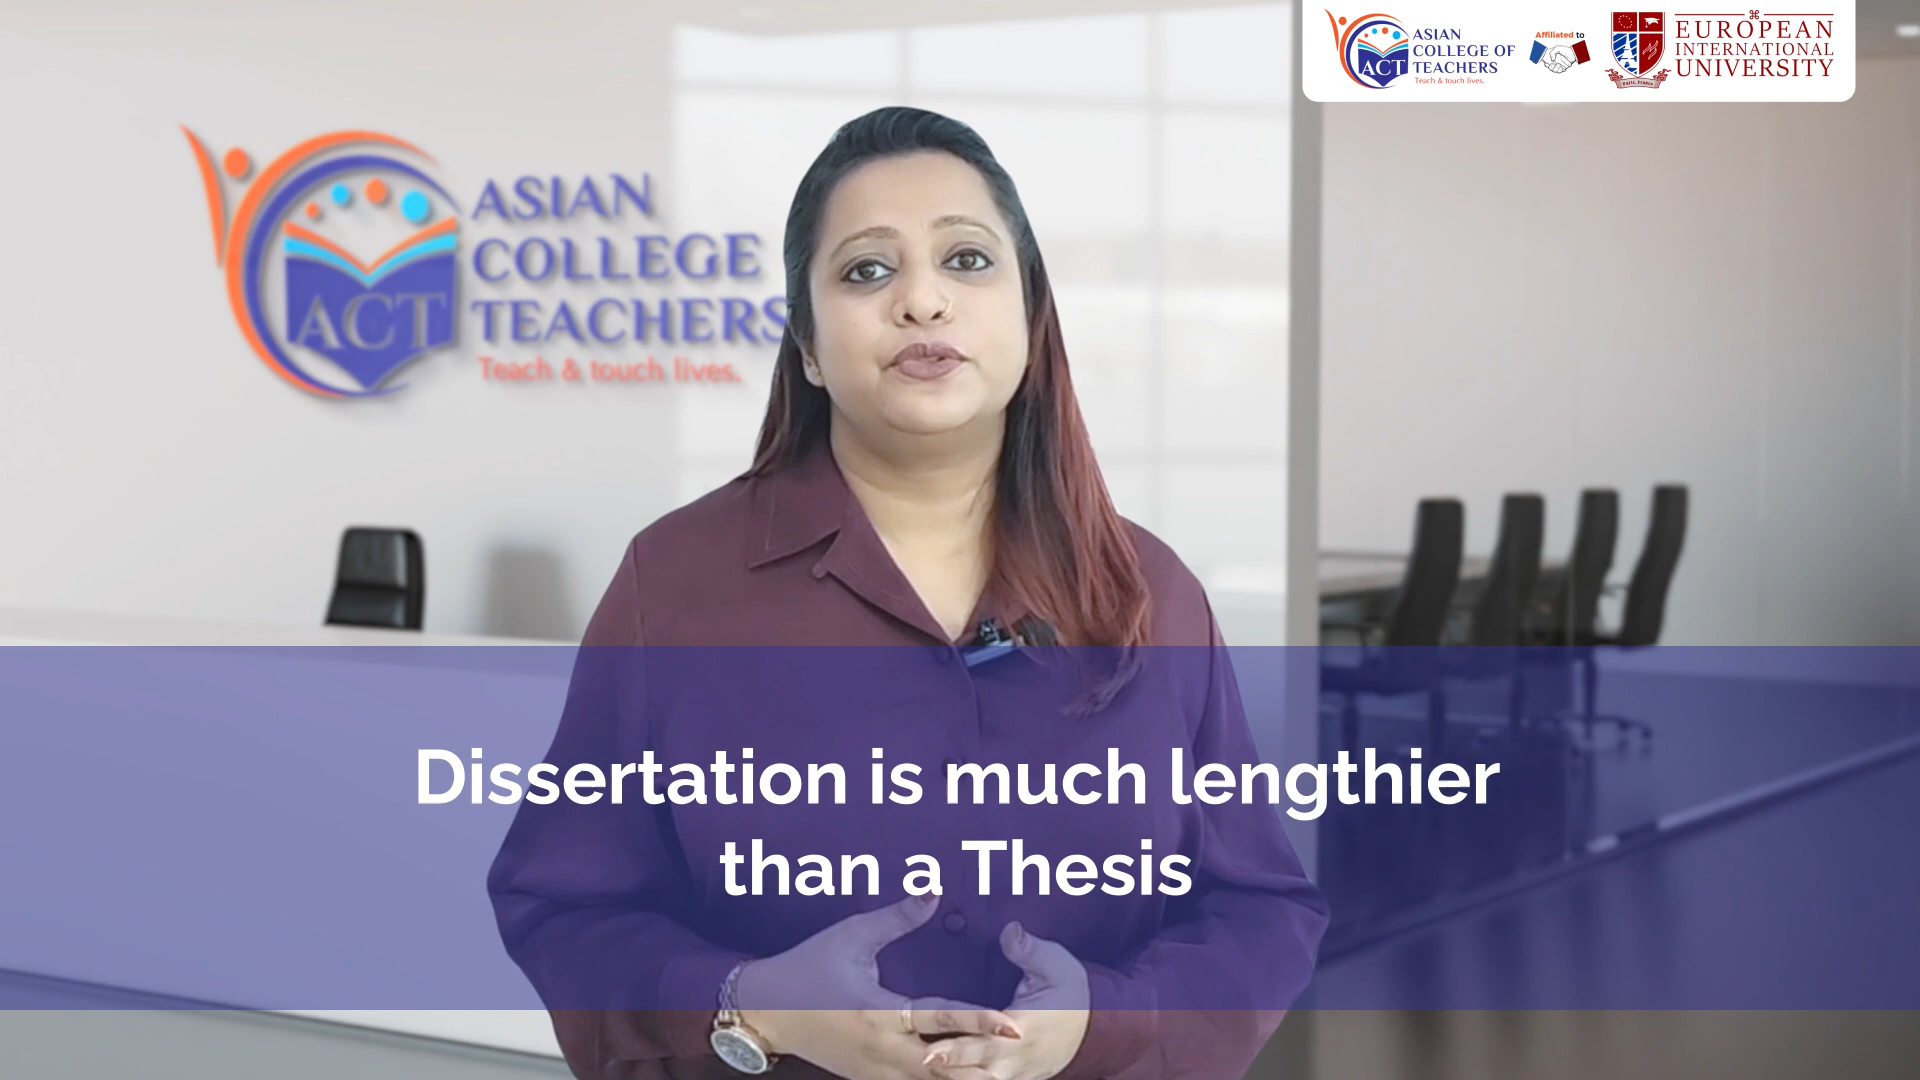 ASIAN
COLLEGE OF
TEACHERS
Teach & touch lives.
ACT
Affiliated to
EUROPEAN
INTERNATIONAL
UNIVERSITY
ASIAN
COLLEGE
TEACHERS
Teach & touch lives.
ACT
Dissertation is much lengthier
than a Thesis